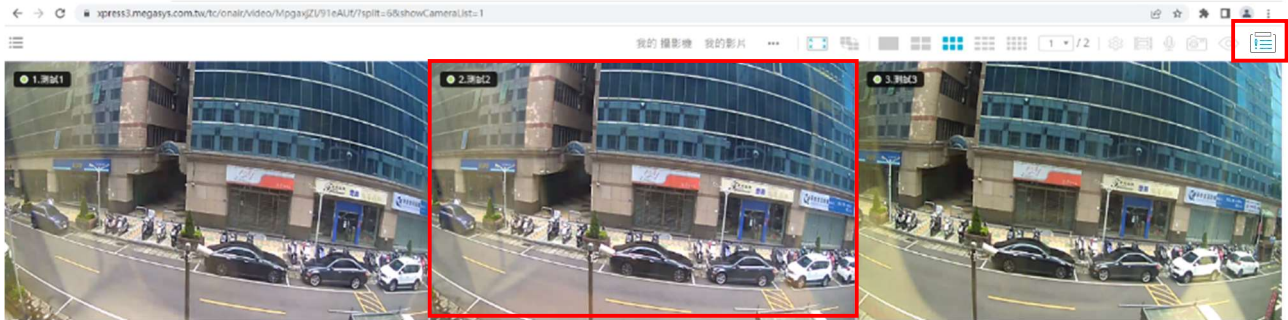 xpress3.megasys.com.tw/tc/onair/video/MpgaxJZI/91eAUf/?split=6&showCameraList=1
我的 攝影機 我的影片 ••• 1 / 2
1.測試1
2.測試2
3.測試3